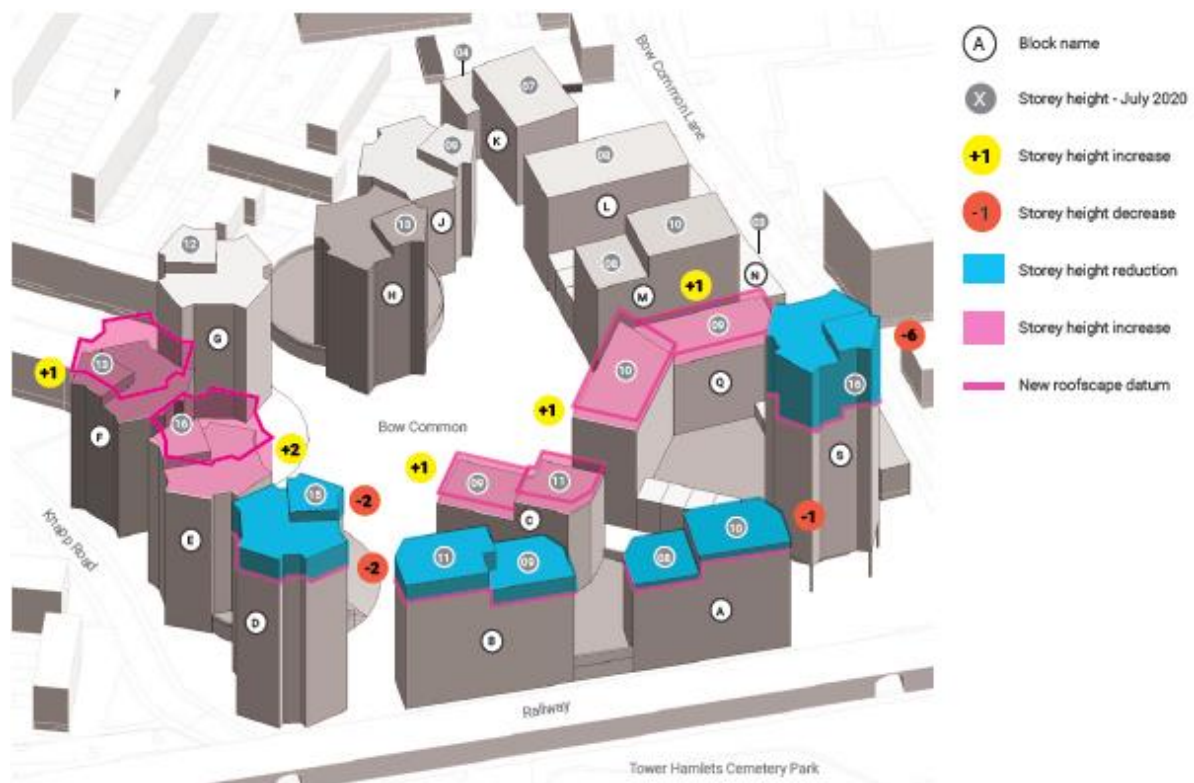 A Block name
X Storey height - July 2020
+1 Storey height increase
-1 Storey height decrease
Storey height reduction
Storey height increase
New roofscape datum
04
07
K
Bow Common Lane
09
08
J
L
13
10
03
12
H
N
M
+1
G
09
-6
13
+1
10
Q
16
F
16
+1
Bow Common
+2
S
+1
09
11
15
-2
C
10
-1
Knapp Road
E
11
09
08
-2
D
B
A
Railway
Tower Hamlets Cemetery Park